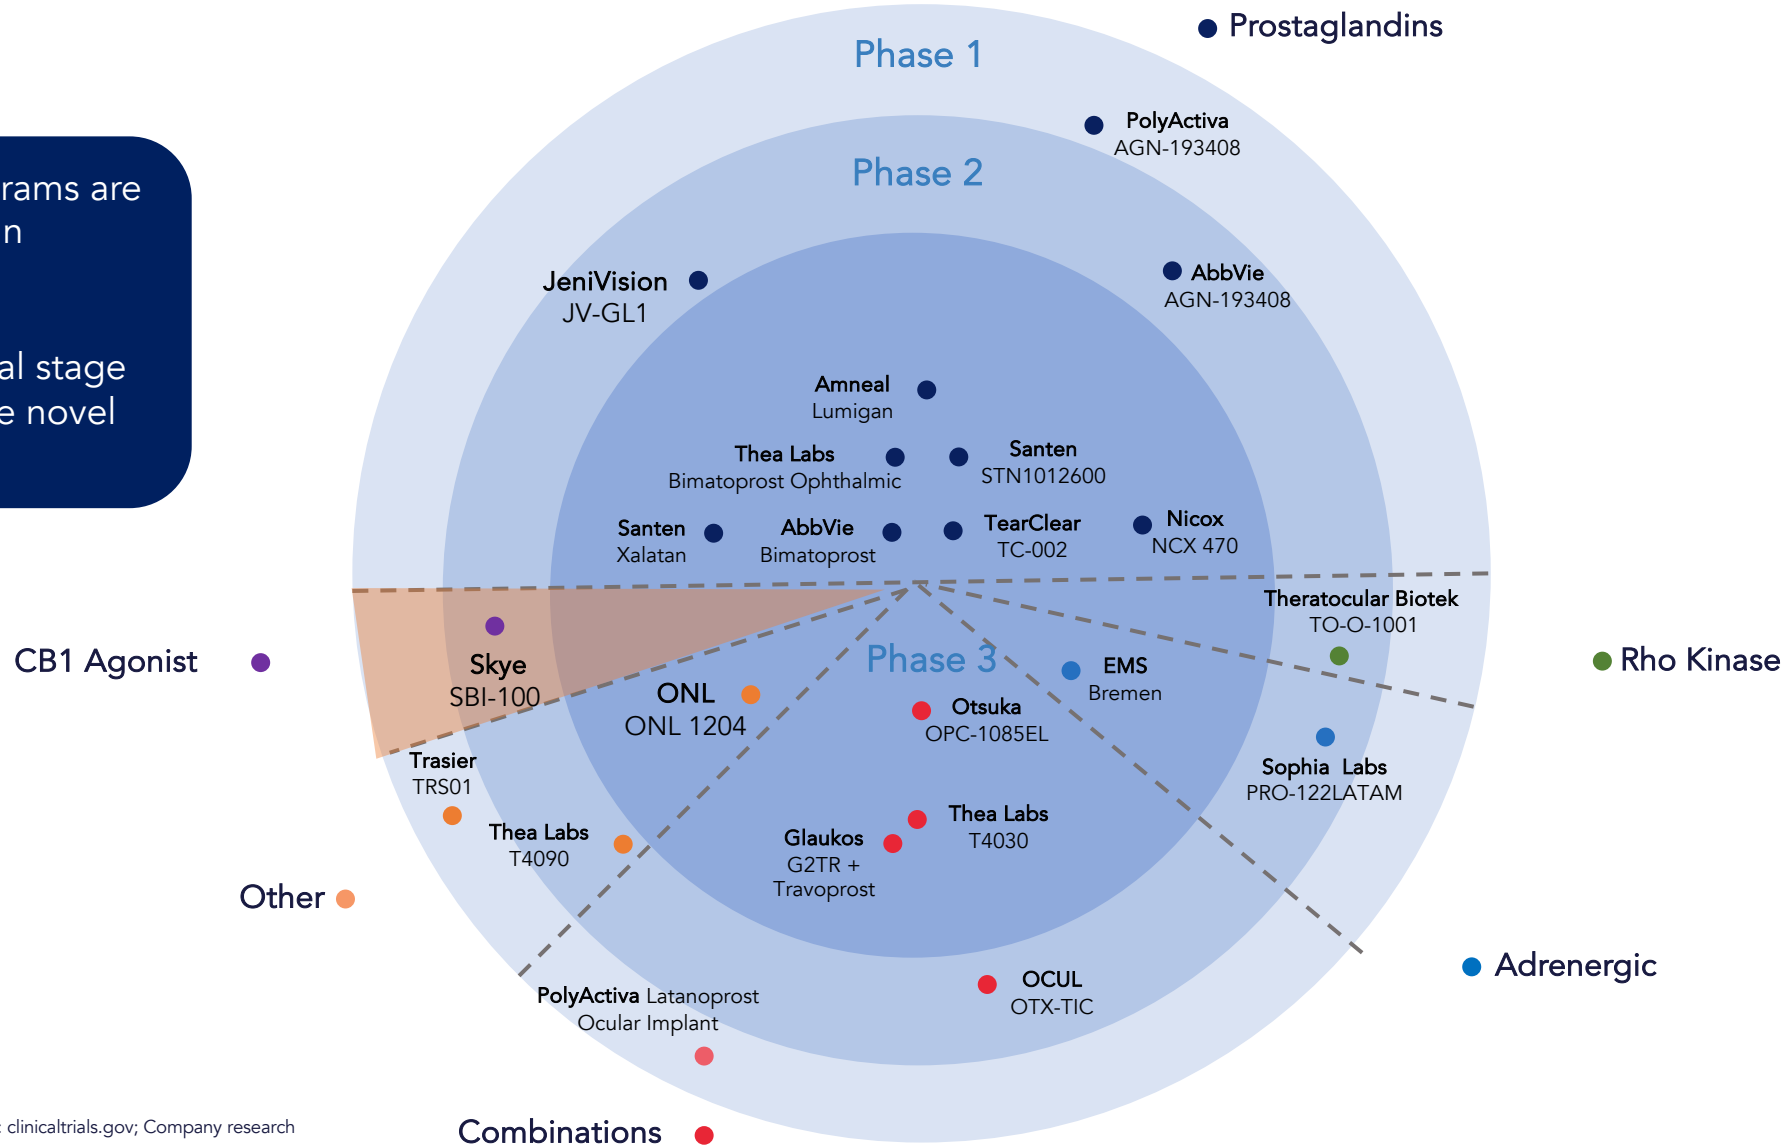 Prostaglandins
Phase 1
PolyActiva
AGN-193408
Phase 2
rams are
n
al stage
e novel
JeniVision
JV-GL1
AbbVie
AGN-193408
Amneal
Lumigan
Thea Labs
Bimatoprost Ophthalmic
Santen
STN1012600
Santen
Xalatan
AbbVie
Bimatoprost
TearClear
TC-002
Nicox
NCX 470
Theratocular Biotek
TO-O-1001
CB1 Agonist
Skye
SBI-100
Phase 3
EMS
Bremen
Rho Kinase
ONL
ONL 1204
Otsuka
OPC-1085EL
Trasier
TRS01
Sophia Labs
PRO-122LATAM
Thea Labs
T4090
Glaukos
G2TR +
Travoprost
Thea Labs
T4030
Other
Adrenergic
PolyActiva Latanoprost
Ocular Implant
OCUL
OTX-TIC
: clinicaltrials.gov; Company research
Combinations